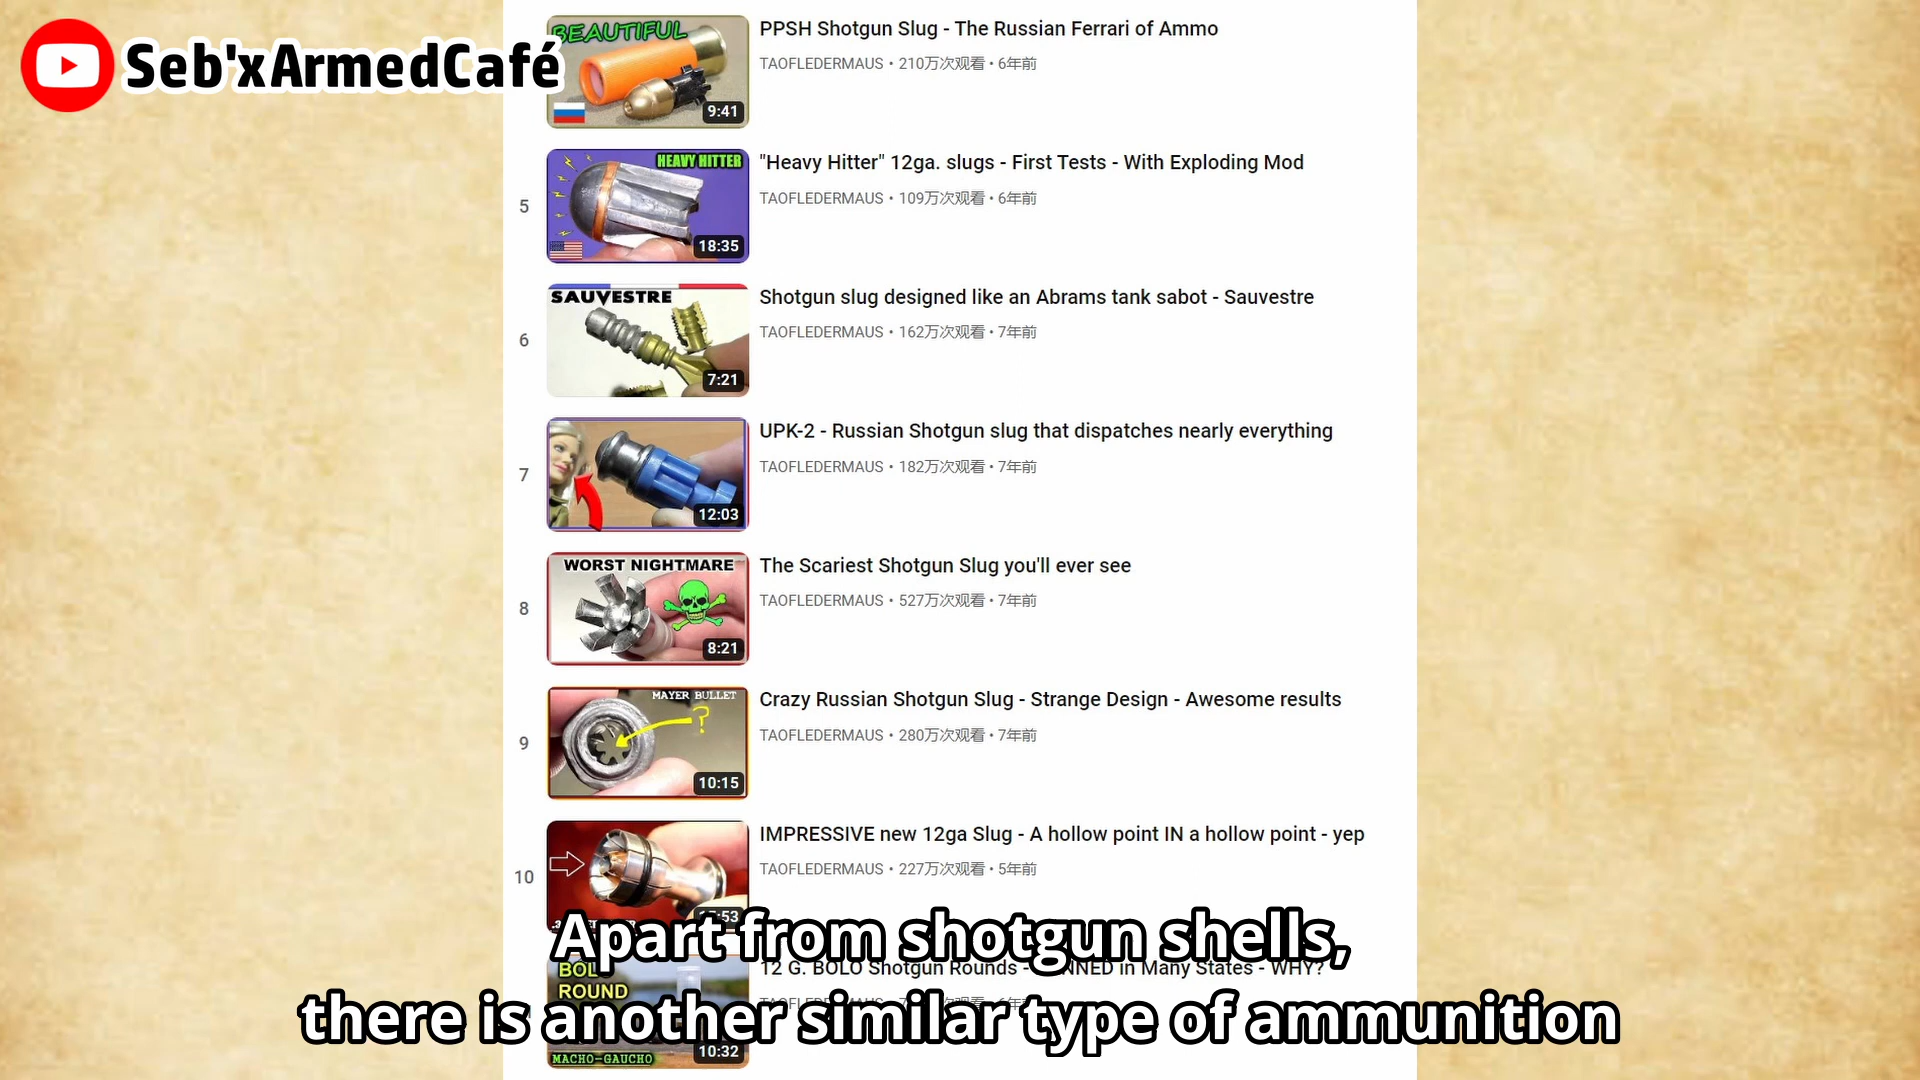 Seb'xArmedCafé
BEAUTIFUL
9:41
PPSH Shotgun Slug - The Russian Ferrari of Ammo
TAOFLEDERMAUS • 210万次观看 • 6年前
5
HEAVY HITTER
18:35
"Heavy Hitter" 12ga. slugs - First Tests - With Exploding Mod
TAOFLEDERMAUS • 109万次观看 • 6年前
6
SAUVESTRE
7:21
Shotgun slug designed like an Abrams tank sabot - Sauvestre
TAOFLEDERMAUS • 162万次观看 • 7年前
7
12:03
UPK-2 - Russian Shotgun slug that dispatches nearly everything
TAOFLEDERMAUS • 182万次观看 • 7年前
8
WORST NIGHTMARE
8:21
The Scariest Shotgun Slug you'll ever see
TAOFLEDERMAUS • 527万次观看 • 7年前
9
MAYER BULLET
?
10:15
Crazy Russian Shotgun Slug - Strange Design - Awesome results
TAOFLEDERMAUS • 280万次观看 • 7年前
10
:53
IMPRESSIVE new 12ga Slug - A hollow point IN a hollow point - yep
TAOFLEDERMAUS • 227万次观看 • 5年前
BOLO
ROUND
MACHO-GAUCHO
10:32
12 G. BOLO Shotgun Rounds - BANNED in Many States - WHY?
Apart from shotgun shells,
there is another similar type of ammunition